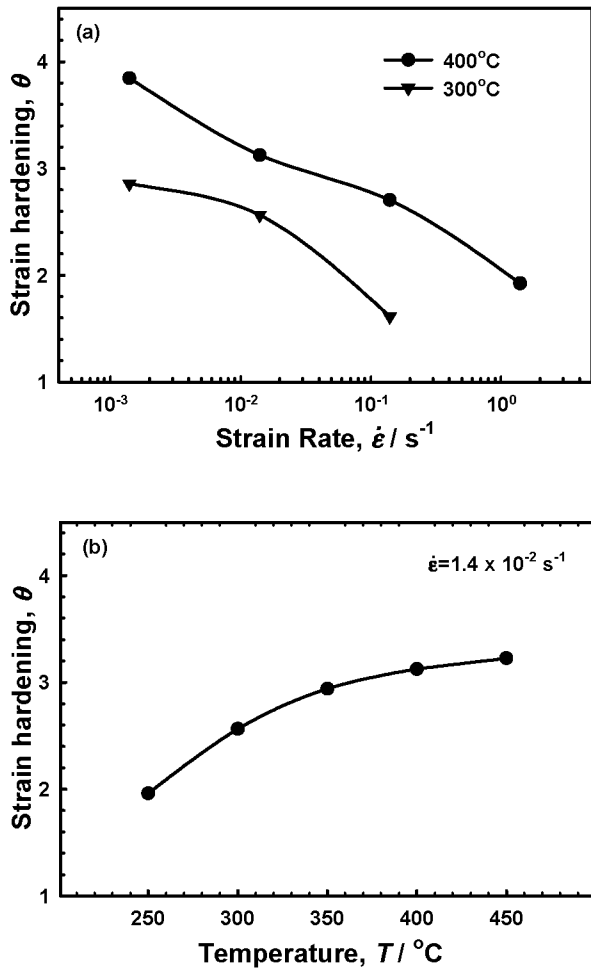 (a)
4
400°C
300°C
3
2
1
Strain hardening, θ
10⁻³ 10⁻² 10⁻¹ 10⁰
Strain Rate, ε̇ / s⁻¹
(b)
ε̇=1.4 x 10⁻² s⁻¹
4
3
2
1
Strain hardening, θ
250 300 350 400 450
Temperature, T / °C